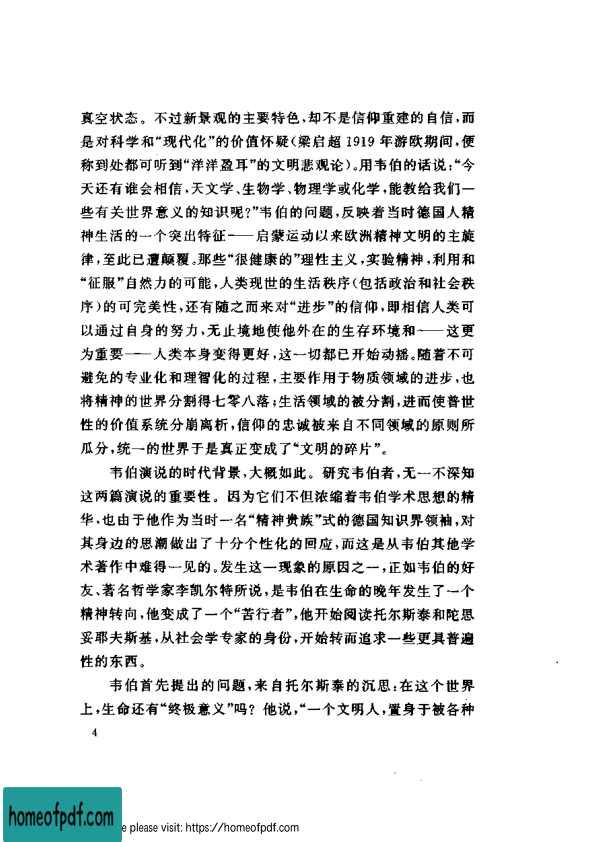 真空状态。不过新景观的主要特色,却不是信仰重建的自信,而
是对科学和“现代化”的价值怀疑(梁启超 1919 年游欧期间,便
称到处都可听到“洋洋盈耳”的文明悲观论)。用韦伯的话说:“今
天还有谁会相信,天文学、生物学、物理学或化学,能教给我们一
些有关世界意义的知识呢?”韦伯的问题,反映着当时德国人精
神生活的一个突出特征——启蒙运动以来欧洲精神文明的主旋
律,至此已遭颠覆。那些“很健康的”理性主义,实验精神,利用和
“征服”自然力的可能,人类现世的生活秩序(包括政治和社会秩
序)的可完美性,还有随之而来对“进步”的信仰,即相信人类可
以通过自身的努力,无止境地使他外在的生存环境和——这更
为重要——人类本身变得更好,这一切都已开始动摇。随着不可
避免的专业化和理智化的过程,主要作用于物质领域的进步,也
将精神的世界分割得七零八落;生活领域的被分割,进而使普世
性的价值系统分崩离析,信仰的忠诚被来自不同领域的原则所
瓜分,统一的世界于是真正变成了“文明的碎片”。
韦伯演说的时代背景,大概如此。研究韦伯者,无一不深知
这两篇演说的重要性。因为它们不但浓缩着韦伯学术思想的精
华,也由于他作为当时一名“精神贵族”式的德国知识界领袖,对
其身边的思潮做出了十分个性化的回应,而这是从韦伯其他学
术著作中难得一见的。发生这一现象的原因之一,正如韦伯的好
友、著名哲学家李凯尔特所说,是韦伯在生命的晚年发生了一个
精神转向,他变成了一个“苦行者”,他开始阅读托尔斯泰和陀思
妥耶夫斯基,从社会学专家的身份,开始转而追求一些更具普遍
性的东西。
韦伯首先提出的问题,来自托尔斯泰的沉思:在这个世界
上,生命还有“终极意义”吗?他说,“一个文明人,置身于被各种
4
homeofpdf.com
e please visit: https://homeofpdf.com